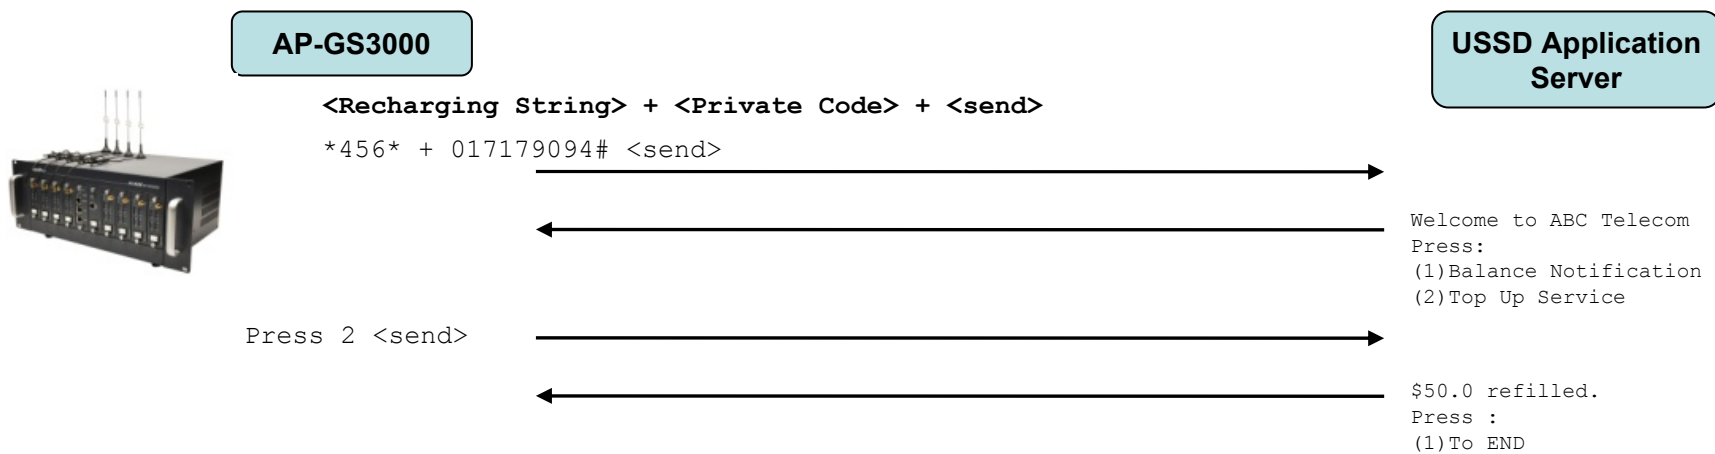 AP-GS3000
USSD Application
Server
<Recharging String> + <Private Code> + <send>
*456* + 017179094# <send>
Welcome to ABC Telecom
Press:
(1)Balance Notification
(2)Top Up Service
Press 2 <send>
$50.0 refilled.
Press :
(1)To END